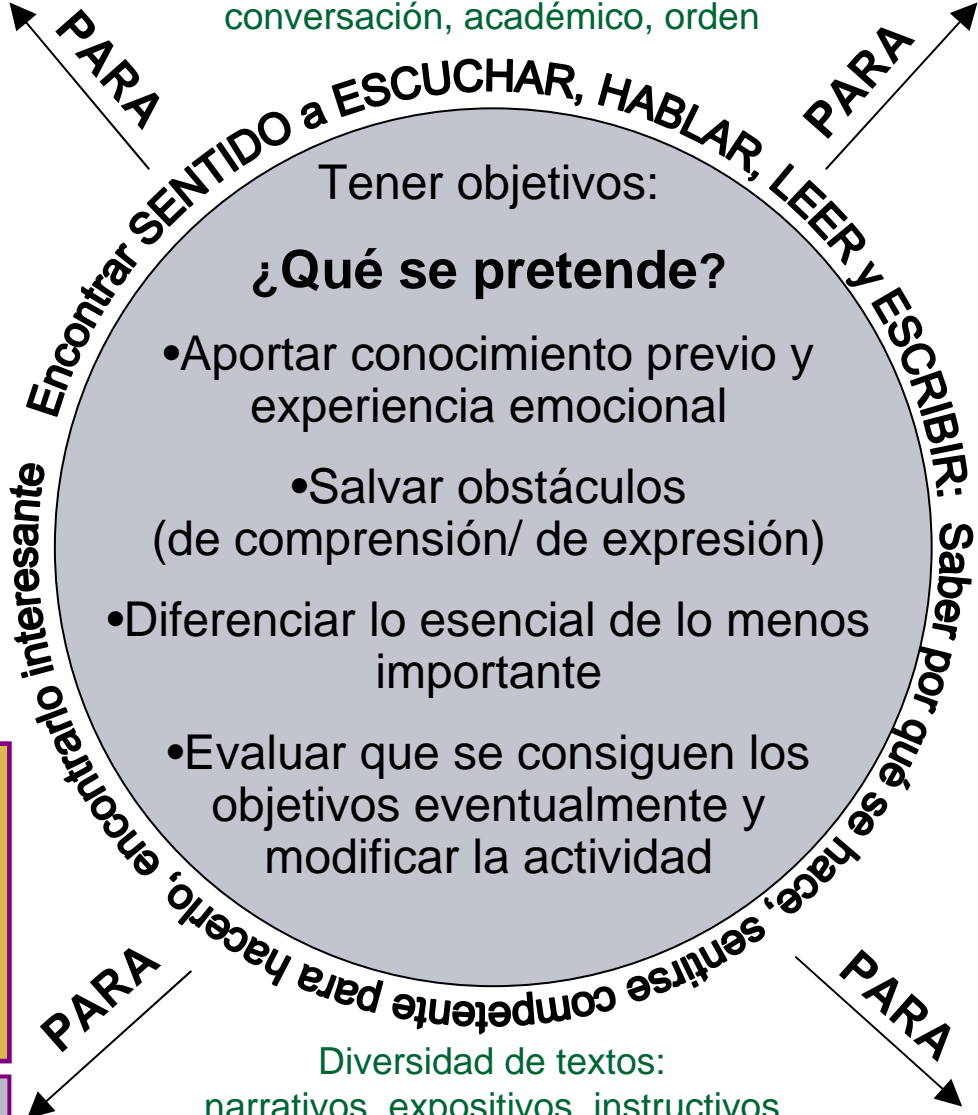 conversación, académico, orden
PARA
PARA
Encontrar SENTIDO a ESCUCHAR, HABLAR, LEER y ESCRIBIR: Saber por qué se hace, sentirse competente para hacerlo, encontrarlo interesante
Tener objetivos:
¿Qué se pretende?
•Aportar conocimiento previo y
experiencia emocional
•Salvar obstáculos
(de comprensión/ de expresión)
•Diferenciar lo esencial de lo menos
importante
•Evaluar que se consiguen los
objetivos eventualmente y
modificar la actividad
PARA
PARA
Diversidad de textos:
narrativos, expositivos, instructivos